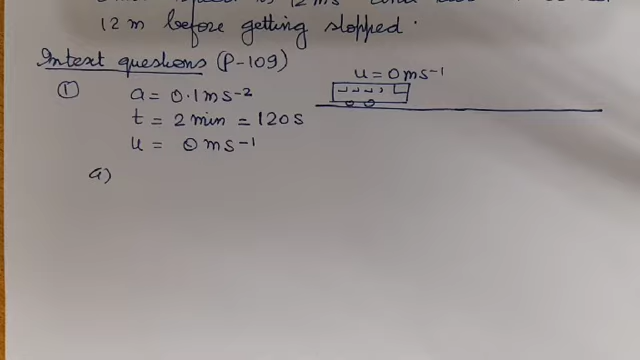 12 m before getting stopped.
Intext questions (P-109)
u = 0 ms-1
① a = 0.1 ms-2
t = 2 min = 120 s
u = 0 ms-1
a)